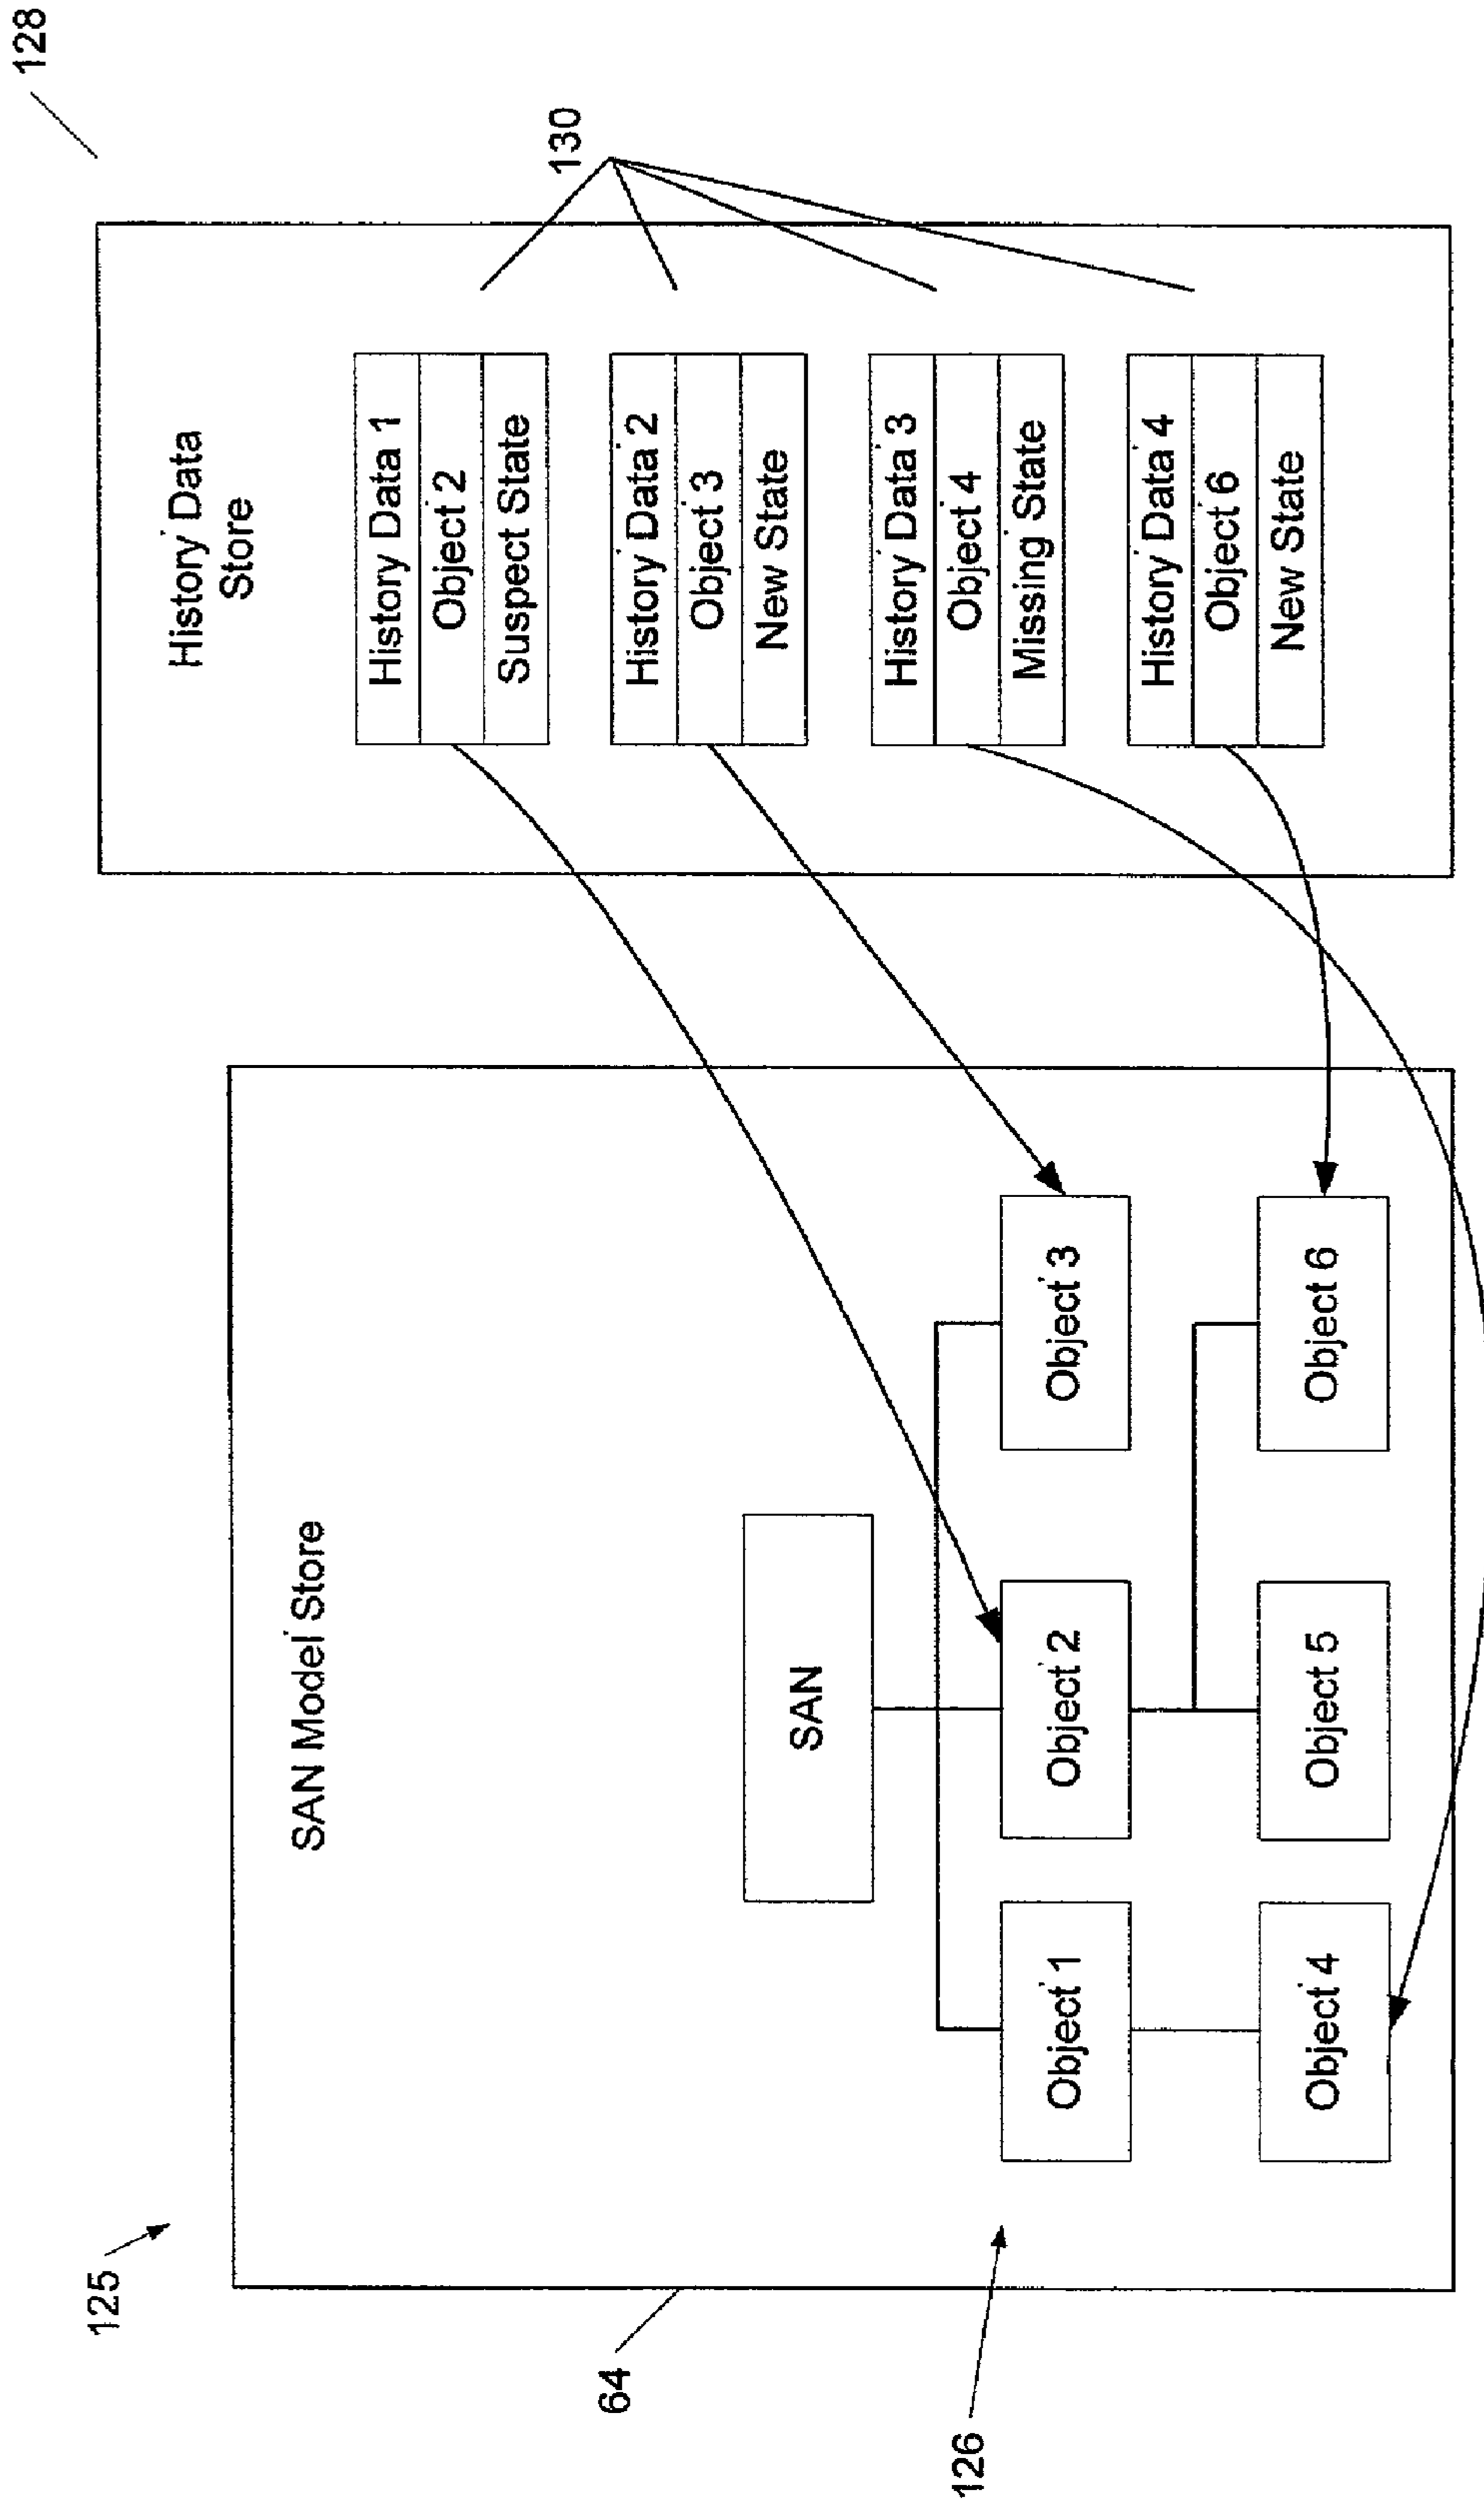 125
128
64
126
130
SAN Model Store
SAN
Object 1
Object 2
Object 3
Object 4
Object 5
Object 6
History Data
Store
History Data 1
Object 2
Suspect State
History Data 2
Object 3
New State
History Data 3
Object 4
Missing State
History Data 4
Object 6
New State